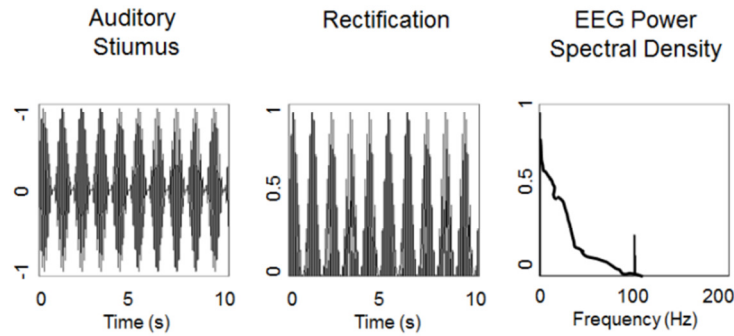 Auditory
Stiumus
-1
0
-1
0
5
10
Time (s)
Rectification
1
0.5
0
0
5
10
Time (s)
EEG Power
Spectral Density
1
0.5
0
0
100
200
Frequency (Hz)